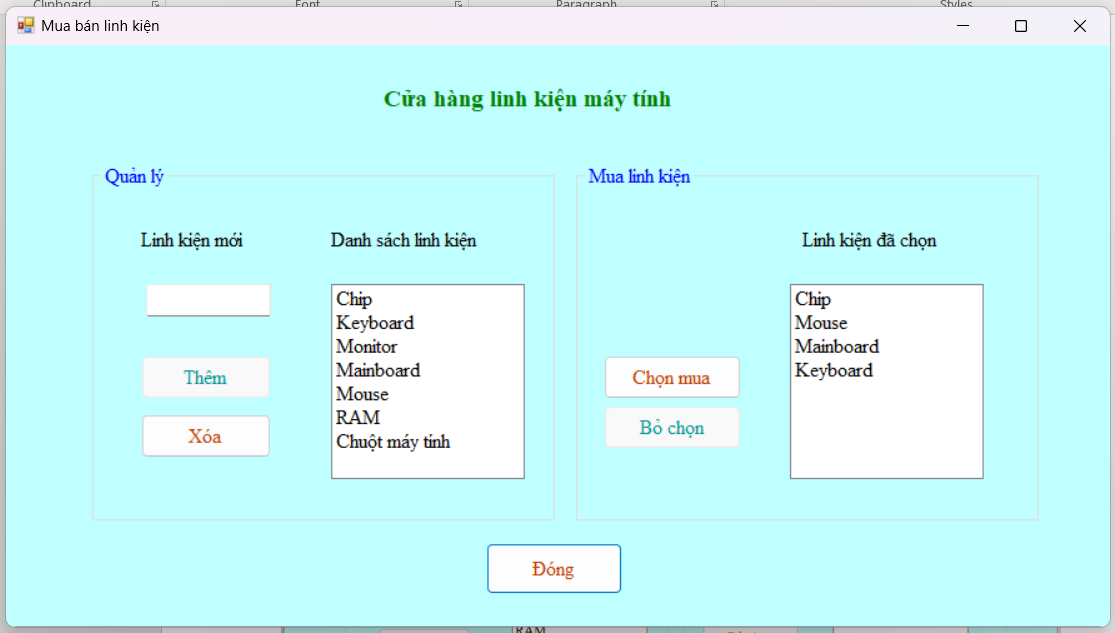 Clipboard Font Paragraph Styles
Mua bán linh kiện
Cửa hàng linh kiện máy tính
Quản lý
Linh kiện mới
Danh sách linh kiện
Thêm
Xóa
Chip
Keyboard
Monitor
Mainboard
Mouse
RAM
Chuột máy tinh
Mua linh kiện
Linh kiện đã chọn
Chọn mua
Bỏ chọn
Chip
Mouse
Mainboard
Keyboard
Đóng
RAM